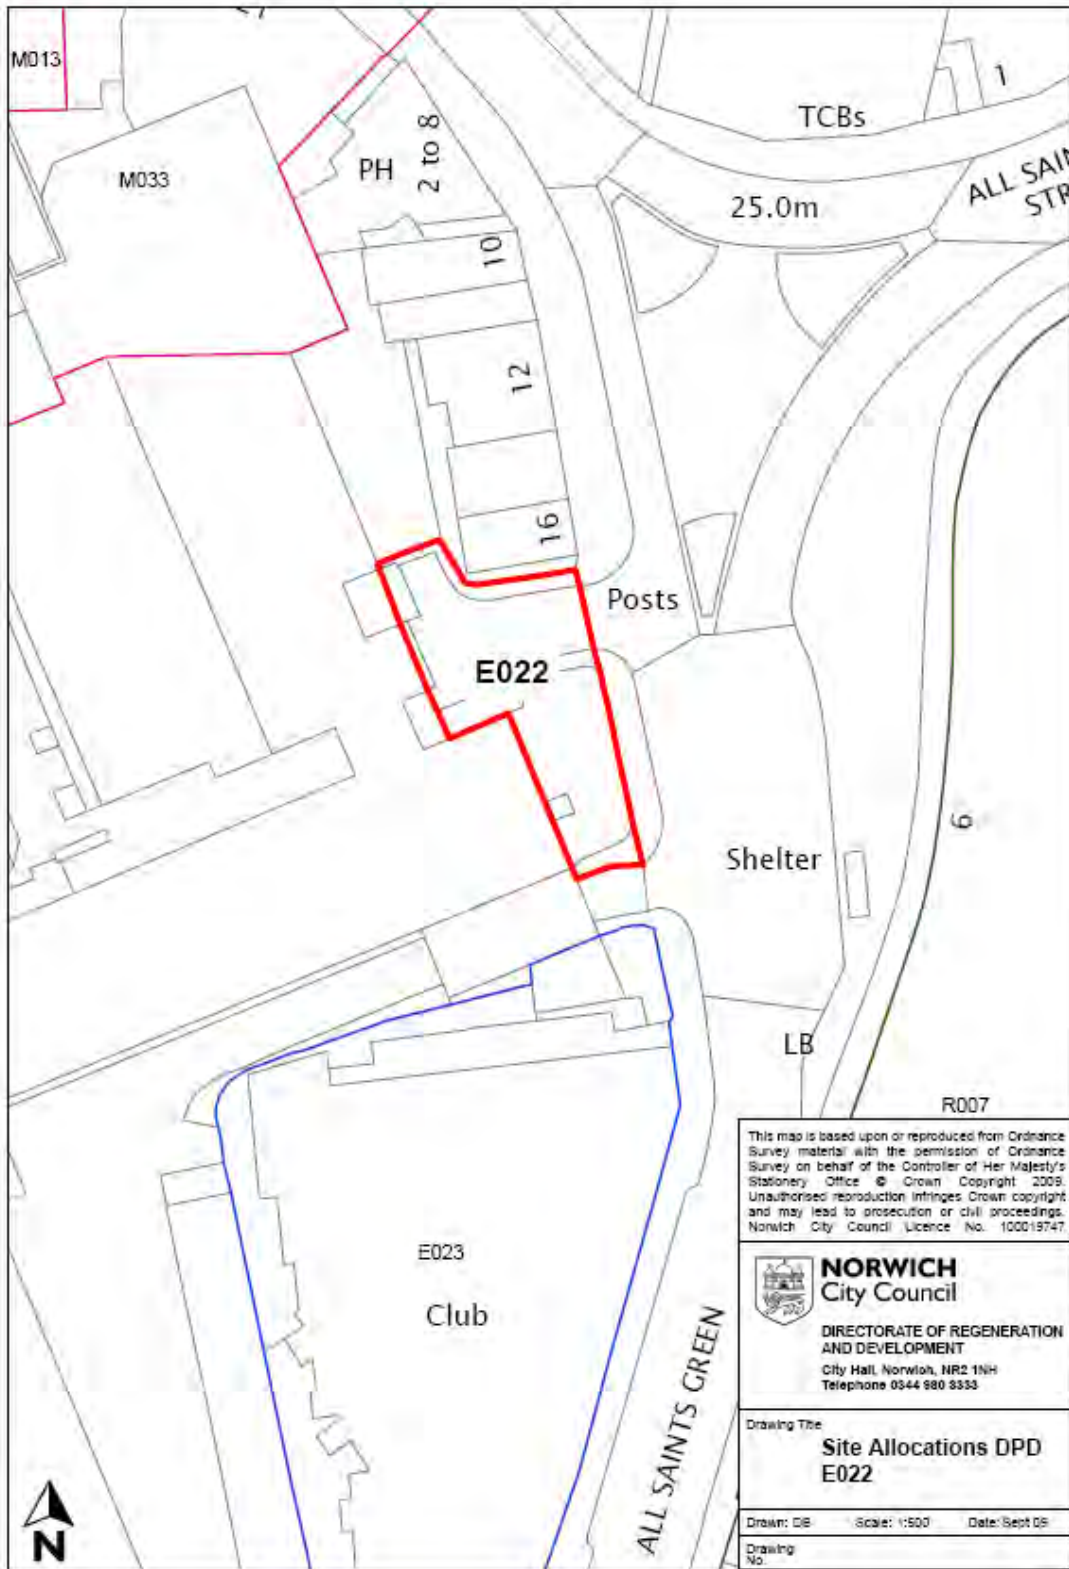 M013
M033
PH
2 to 8
TCBs
1
25.0m
10
12
16
Posts
E022
9
Shelter
LB
R007
E023
Club
ALL SAINTS GREEN
This map is based upon or reproduced from Ordnance
Survey material with the permission of Ordnance
Survey on behalf of the Controller of Her Majesty's
Stationery Office © Crown Copyright 2009.
Unauthorised reproduction infringes Crown copyright
and may lead to prosecution or civil proceedings.
Norwich City Council Licence No. 100019747
NORWICH
City Council
DIRECTORATE OF REGENERATION
AND DEVELOPMENT
City Hall, Norwich, NR2 1NH
Telephone 0344 980 3333
Drawing Title
Site Allocations DPD
E022
Drawn: DB Scale: 1:500 Date: Sept 09
Drawing
No.
N